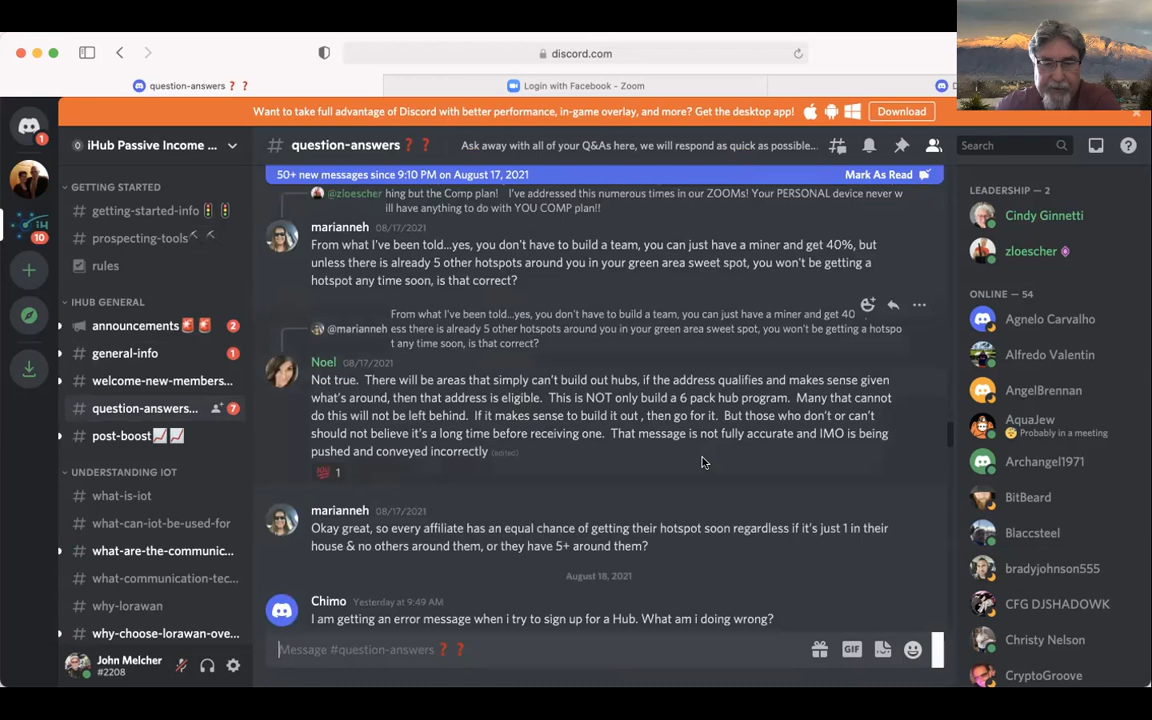 discord.com
question-answers❓❓
Login with Facebook - Zoom
D
Want to take full advantage of Discord with better performance, in-game overlay, and more? Get the desktop app!
Download
1
iHub Passive Income ...
# question-answers❓❓
Ask away with all of your Q&As here, we will respond as quick as possible...
Search
50+ new messages since 9:10 PM on August 17, 2021
Mark As Read
GETTING STARTED
# getting-started-info
# prospecting-tools
rules
IHUB GENERAL
announcements 2
# general-info 1
# welcome-new-members...
# question-answers... 7
# post-boost
UNDERSTANDING IOT
# what-is-iot
# what-can-iot-be-used-for
# what-are-the-communic...
# what-communication-tec...
# why-lorawan
# why-choose-lorawan-ove...
10
John Melcher
#2208
@zloescher hing but the Comp plan! I've addressed this numerous times in our ZOOMs! Your PERSONAL device never w
ill have anything to do with YOU COMP plan!!
marianneh 08/17/2021
From what I've been told...yes, you don't have to build a team, you can just have a miner and get 40%, but
unless there is already 5 other hotspots around you in your green area sweet spot, you won't be getting a
hotspot any time soon, is that correct?
From what I've been told...yes, you don't have to build a team, you can just have a miner and get 40
@marianneh ess there is already 5 other hotspots around you in your green area sweet spot, you won't be getting a hotspo
t any time soon, is that correct?
Noel 08/17/2021
Not true. There will be areas that simply can't build out hubs, if the address qualifies and makes sense given
what's around, then that address is eligible. This is NOT only build a 6 pack hub program. Many that cannot
do this will not be left behind. If it makes sense to build it out , then go for it. But those who don't or can't
should not believe it's a long time before receiving one. That message is not fully accurate and IMO is being
pushed and conveyed incorrectly (edited)
💯 1
marianneh 08/17/2021
Okay great, so every affiliate has an equal chance of getting their hotspot soon regardless if it's just 1 in their
house & no others around them, or they have 5+ around them?
August 18, 2021
Chimo Yesterday at 9:49 AM
I am getting an error message when i try to sign up for a Hub. What am i doing wrong?
Message #question-answers❓❓
GIF
LEADERSHIP – 2
Cindy Ginnetti
zloescher
ONLINE – 54
Agnelo Carvalho
Alfredo Valentin
AngelBrennan
AquaJew
Probably in a meeting
Archangel1971
BitBeard
Blaccsteel
bradyjohnson555
CFG DJSHADOWK
Christy Nelson
CryptoGroove